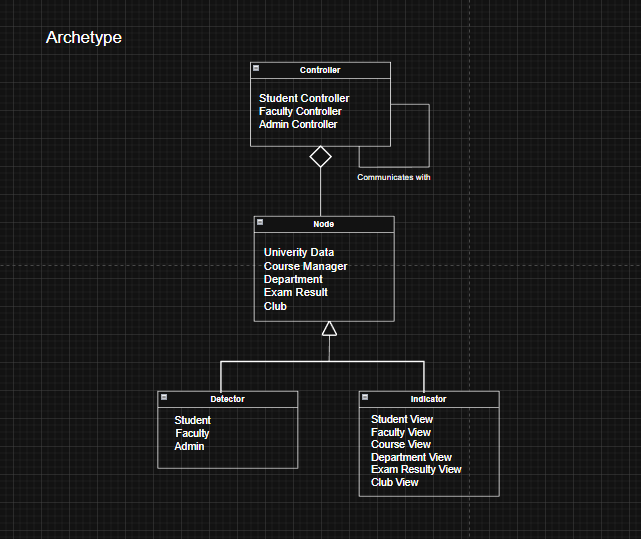 Archetype
Controller
Student Controller
Faculty Controller
Admin Controller
Communicates with
Node
Univerity Data
Course Manager
Department
Exam Result
Club
Detector
Student
Faculty
Admin
Indicator
Student View
Faculty View
Course View
Department View
Exam Resulty View
Club View